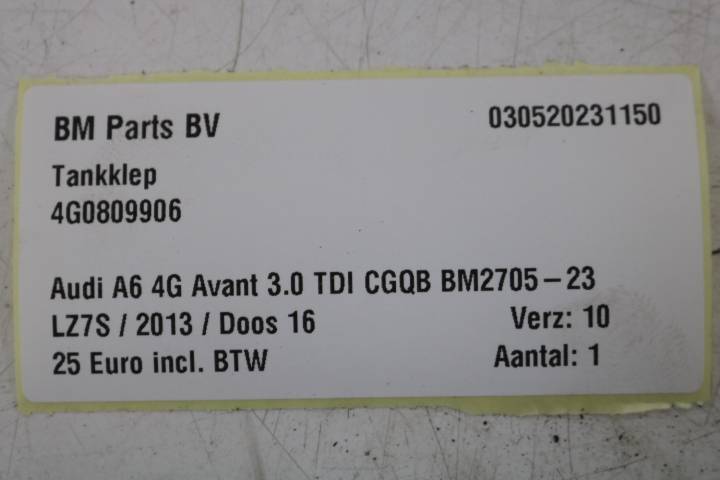 BM Parts BV 030520231150
Tankklep
4G0809906
Audi A6 4G Avant 3.0 TDI CGQB BM2705-23
LZ7S / 2013 / Doos 16 Verz: 10
25 Euro incl. BTW Aantal: 1